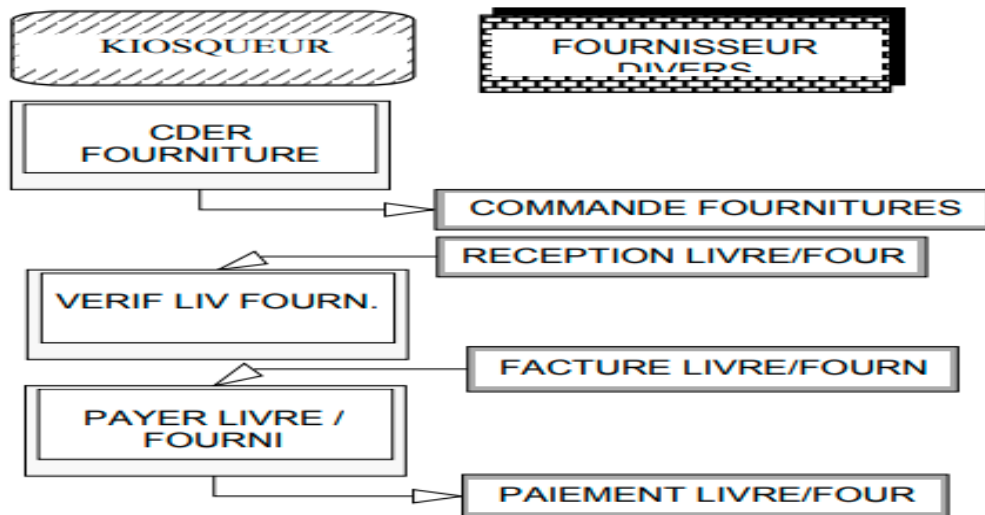 KIOSQUEUR
FOURNISSEUR
DIVERS
CDER
FOURNITURE
COMMANDE FOURNITURES
RECEPTION LIVRE/FOUR
VERIF LIV FOURN.
FACTURE LIVRE/FOURN
PAYER LIVRE /
FOURNI
PAIEMENT LIVRE/FOUR